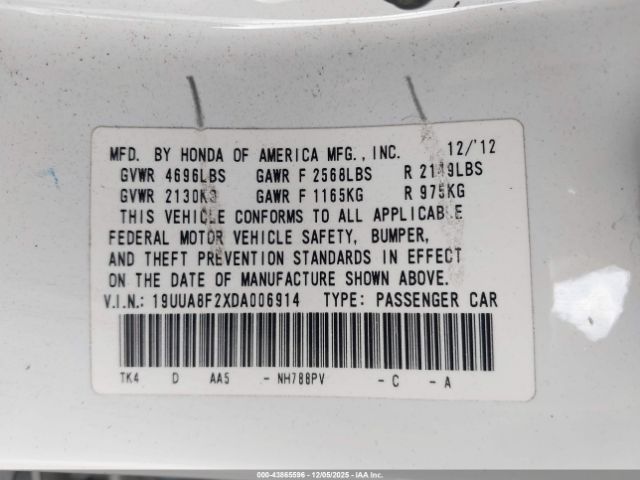 MFD. BY HONDA OF AMERICA MFG., INC. 12/'12
GVWR 4696LBS GAWR F 2568LBS R 2149LBS
GVWR 2130KG GAWR F 1165KG R 975KG
THIS VEHICLE CONFORMS TO ALL APPLICABLE
FEDERAL MOTOR VEHICLE SAFETY, BUMPER,
AND THEFT PREVENTION STANDARDS IN EFFECT
ON THE DATE OF MANUFACTURE SHOWN ABOVE.
V.I.N.: 19UUA8F2XDA006914 TYPE: PASSENGER CAR
TK4 D AA5 - NH788PV - C - A
000-43865596 - 12/05/2025 - IAA Inc.